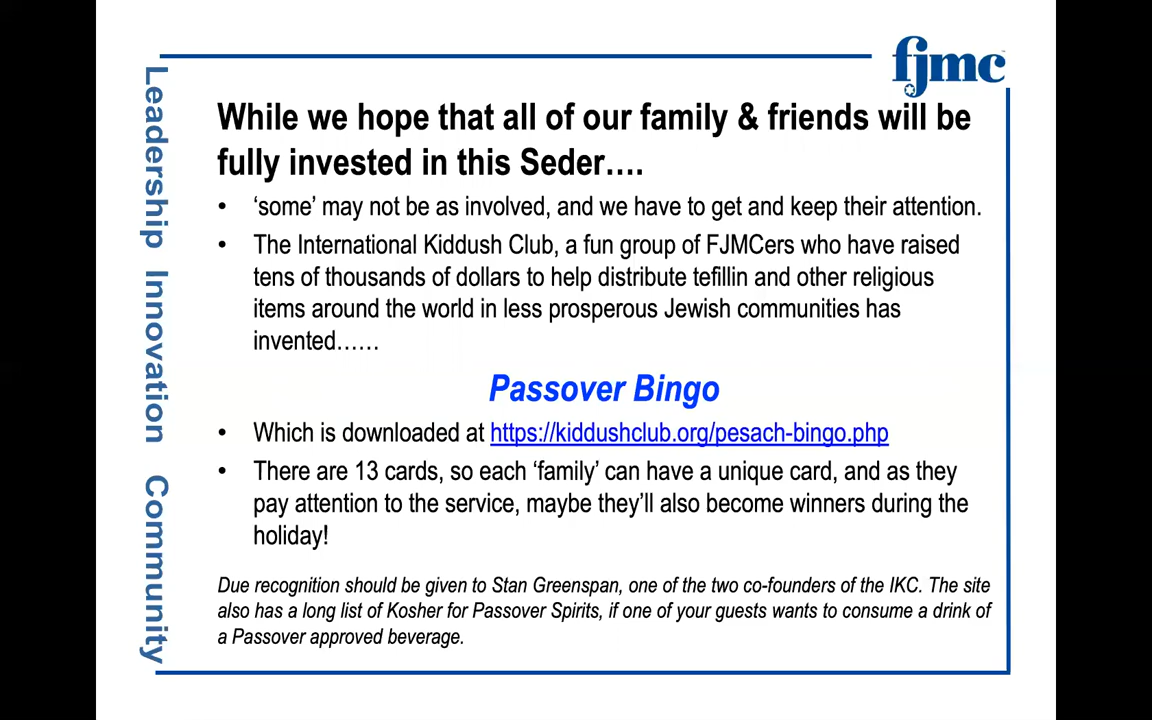 fjmc
Leadership Innovation Community
While we hope that all of our family & friends will be
fully invested in this Seder….
• ‘some’ may not be as involved, and we have to get and keep their attention.
• The International Kiddush Club, a fun group of FJMCers who have raised
tens of thousands of dollars to help distribute tefillin and other religious
items around the world in less prosperous Jewish communities has
invented……
Passover Bingo
• Which is downloaded at https://kiddushclub.org/pesach-bingo.php
• There are 13 cards, so each ‘family’ can have a unique card, and as they
pay attention to the service, maybe they’ll also become winners during the
holiday!
Due recognition should be given to Stan Greenspan, one of the two co-founders of the IKC. The site
also has a long list of Kosher for Passover Spirits, if one of your guests wants to consume a drink of
a Passover approved beverage.